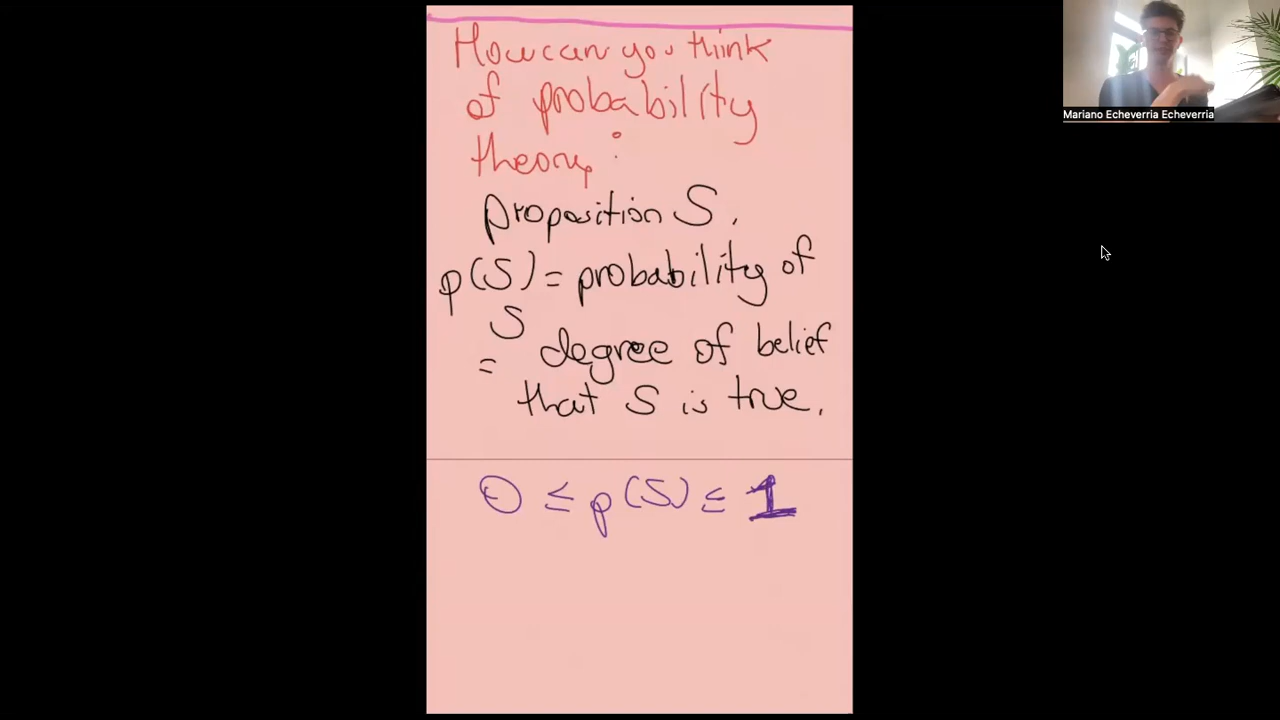 How can you think
of probability
theory:
proposition S.
p(S) = probability of
S
= degree of belief
that S is true.
0 ≤ p(S) ≤ 1
Mariano Echeverria Echeverria